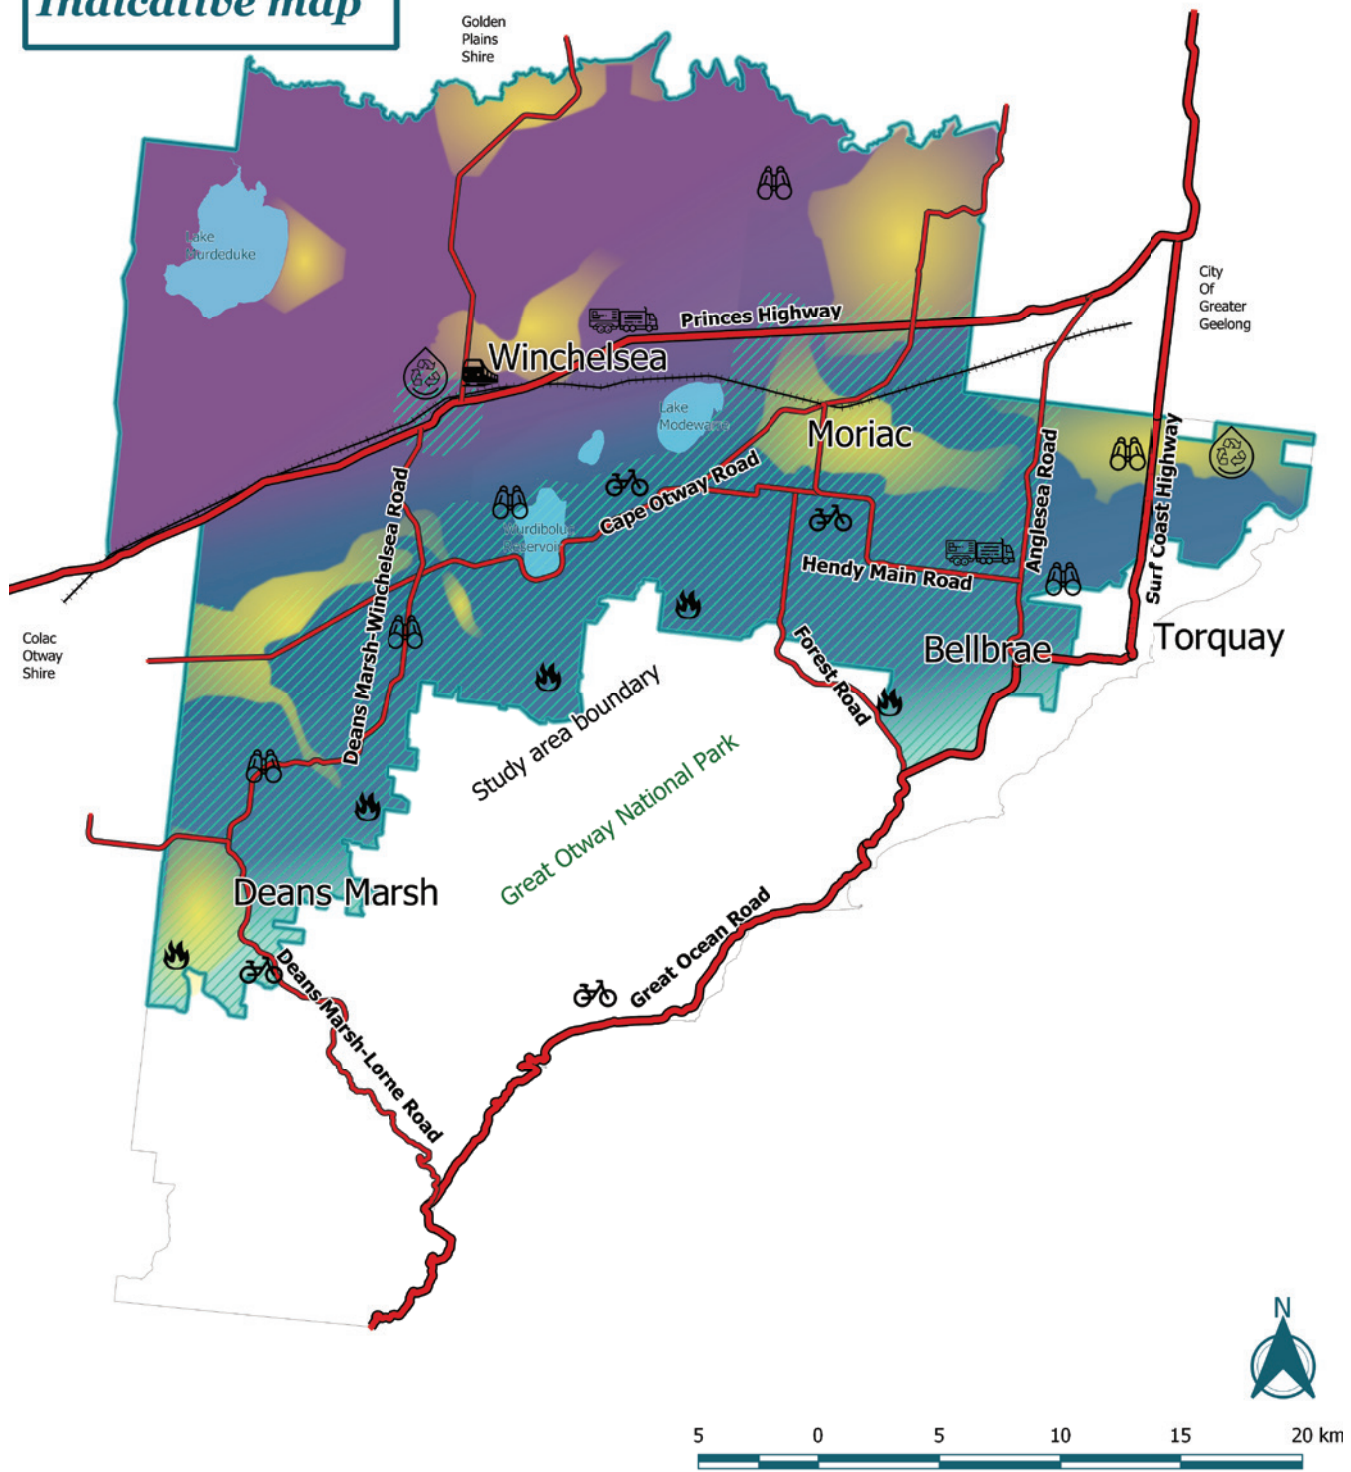 Indicative map
Golden
Plains
Shire
City
Of
Greater
Geelong
Lake
Murdeduke
Princes Highway
Winchelsea
Lake
Modewarre
Moriac
Anglesea Road
Surf Coast Highway
Cape Otway Road
Deans Marsh-Winchelsea Road
Wurdiboluc
Reservoir
Hendy Main Road
Colac
Otway
Shire
Bellbrae
Torquay
Forest Road
Study area boundary
Great Otway National Park
Deans Marsh
Great Ocean Road
Deans Marsh-Lorne Road
N
5 0 5 10 15 20 km